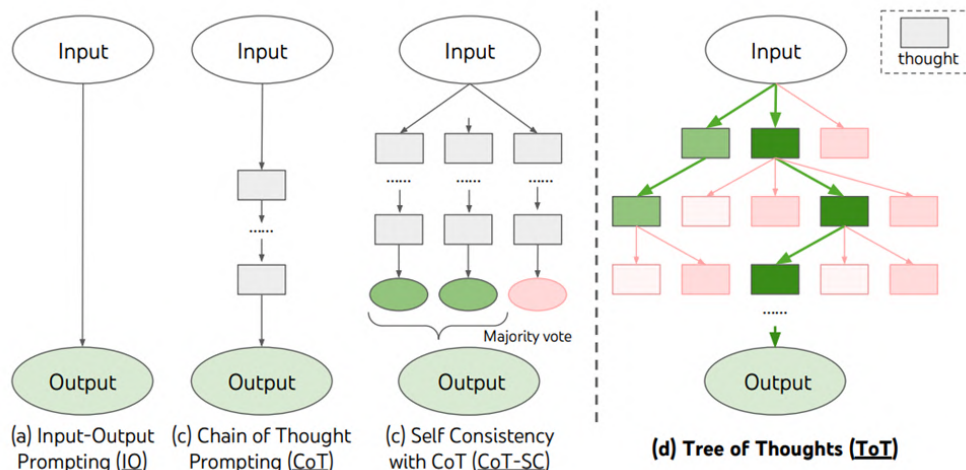 Input
Input
Input
Input
thought
......
......
......
......
Majority vote
......
Output
Output
Output
Output
(a) Input-Output
Prompting (IO)
(c) Chain of Thought
Prompting (CoT)
(c) Self Consistency
with CoT (CoT-SC)
(d) Tree of Thoughts (ToT)